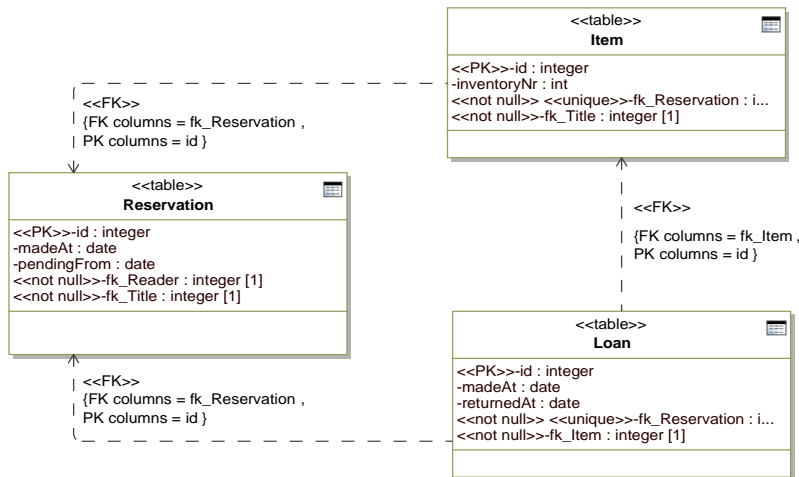 <<table>>
Item
<<PK>>-id : integer
-inventoryNr : int
<<not null>> <<unique>>-fk_Reservation : i...
<<not null>>-fk_Title : integer [1]
<<FK>>
{FK columns = fk_Reservation ,
PK columns = id }
<<table>>
Reservation
<<PK>>-id : integer
-madeAt : date
-pendingFrom : date
<<not null>>-fk_Reader : integer [1]
<<not null>>-fk_Title : integer [1]
<<FK>>
{FK columns = fk_Item ,
PK columns = id }
<<table>>
Loan
<<PK>>-id : integer
-madeAt : date
-returnedAt : date
<<not null>> <<unique>>-fk_Reservation : i...
<<not null>>-fk_Item : integer [1]
<<FK>>
{FK columns = fk_Reservation ,
PK columns = id }